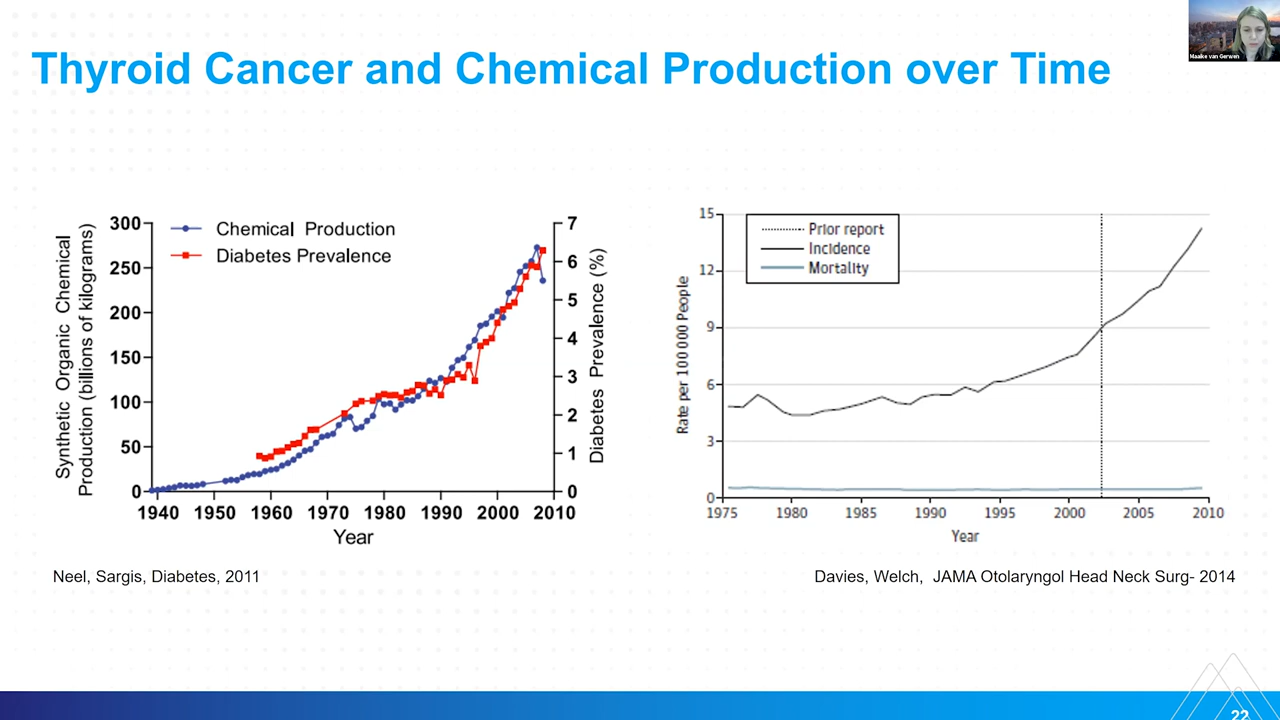 Maaike van Gerwen
Thyroid Cancer and Chemical Production over Time
Synthetic Organic Chemical
Production (billions of kilograms)
300
250
200
150
100
50
0
Chemical Production
Diabetes Prevalence
7
6
5
4
3
2
1
0
Diabetes Prevalence (%)
1940 1950 1960 1970 1980 1990 2000 2010
Year
Neel, Sargis, Diabetes, 2011
Rate per 100 000 People
15
12
9
6
3
0
Prior report
Incidence
Mortality
1975 1980 1985 1990 1995 2000 2005 2010
Year
Davies, Welch, JAMA Otolaryngol Head Neck Surg- 2014
22